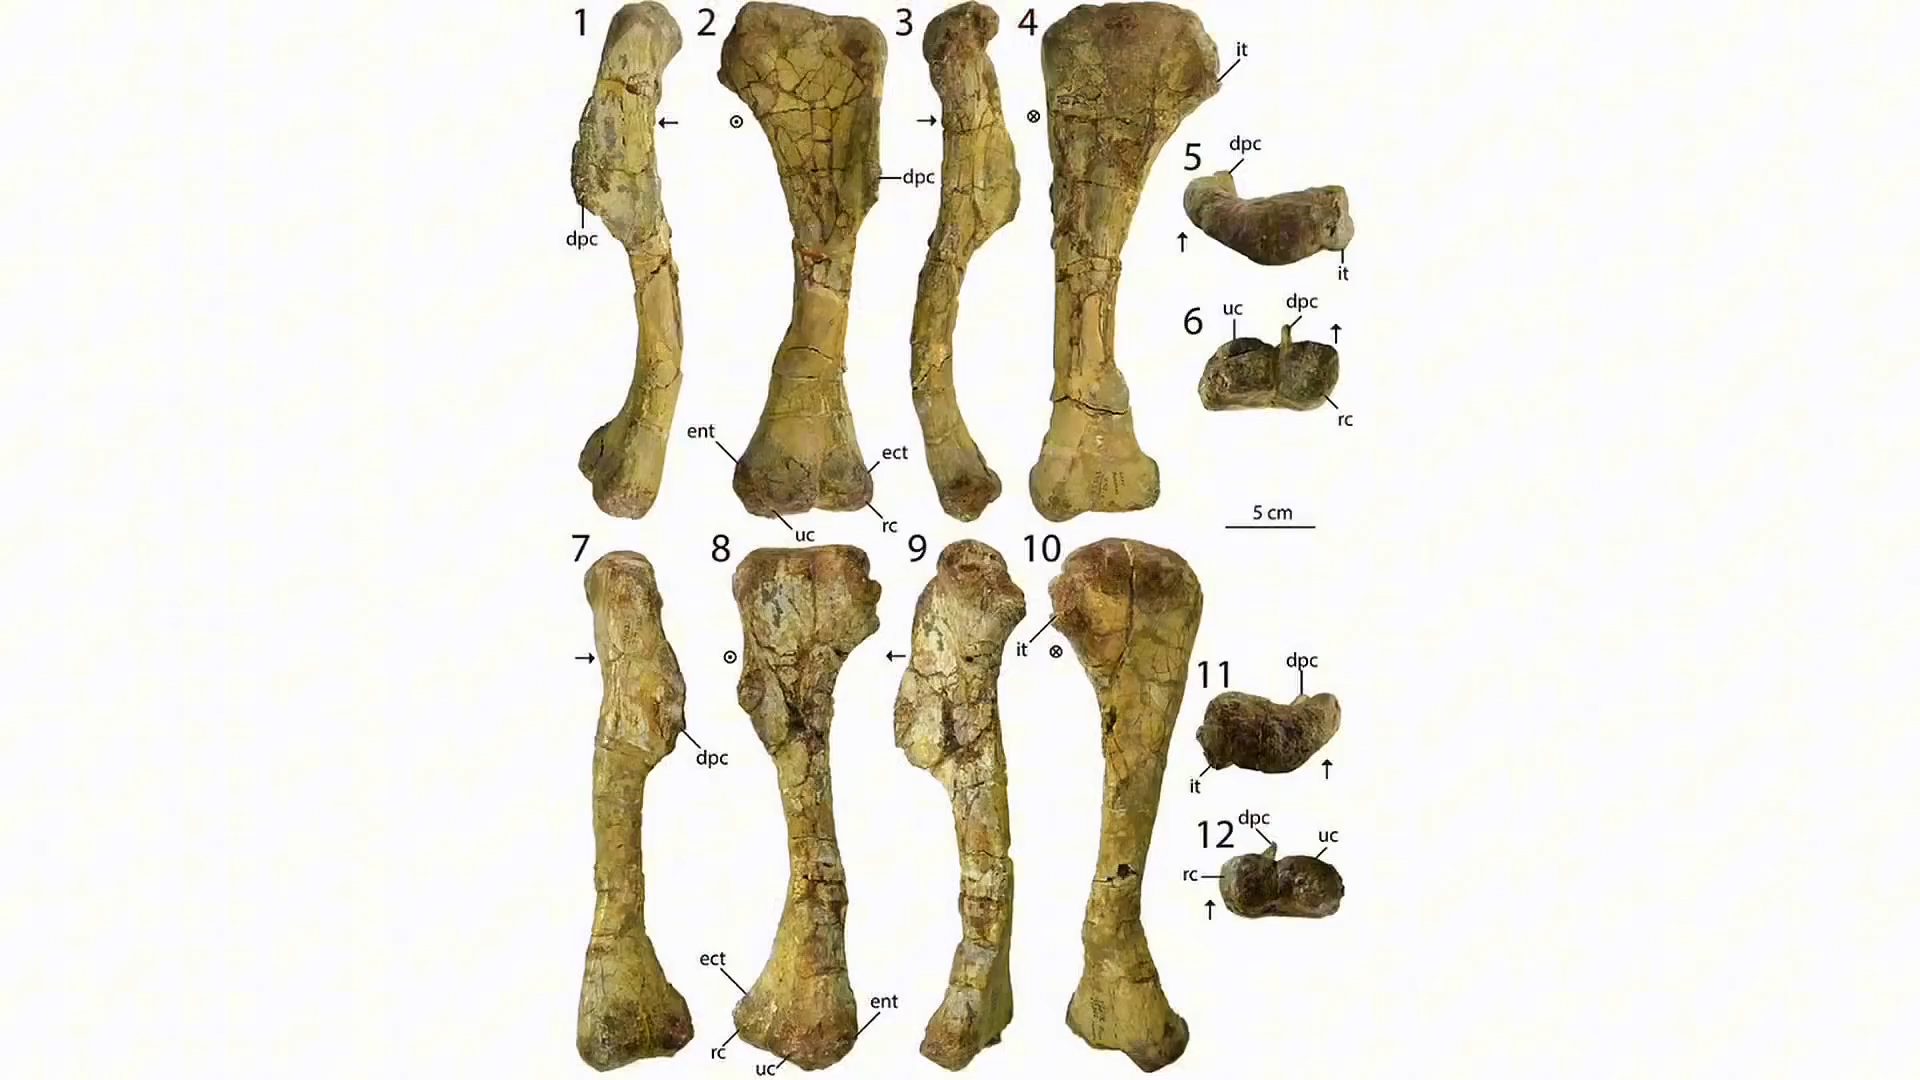 1
2
3
4
it
←
⊙
→
⊗
dpc
dpc
5
dpc
↑
it
6
uc
dpc
↑
rc
ent
ect
uc
rc
5 cm
7
8
9
10
it
→
⊙
←
⊗
dpc
11
dpc
it
↑
12
dpc
uc
rc
↑
ect
ent
rc
uc